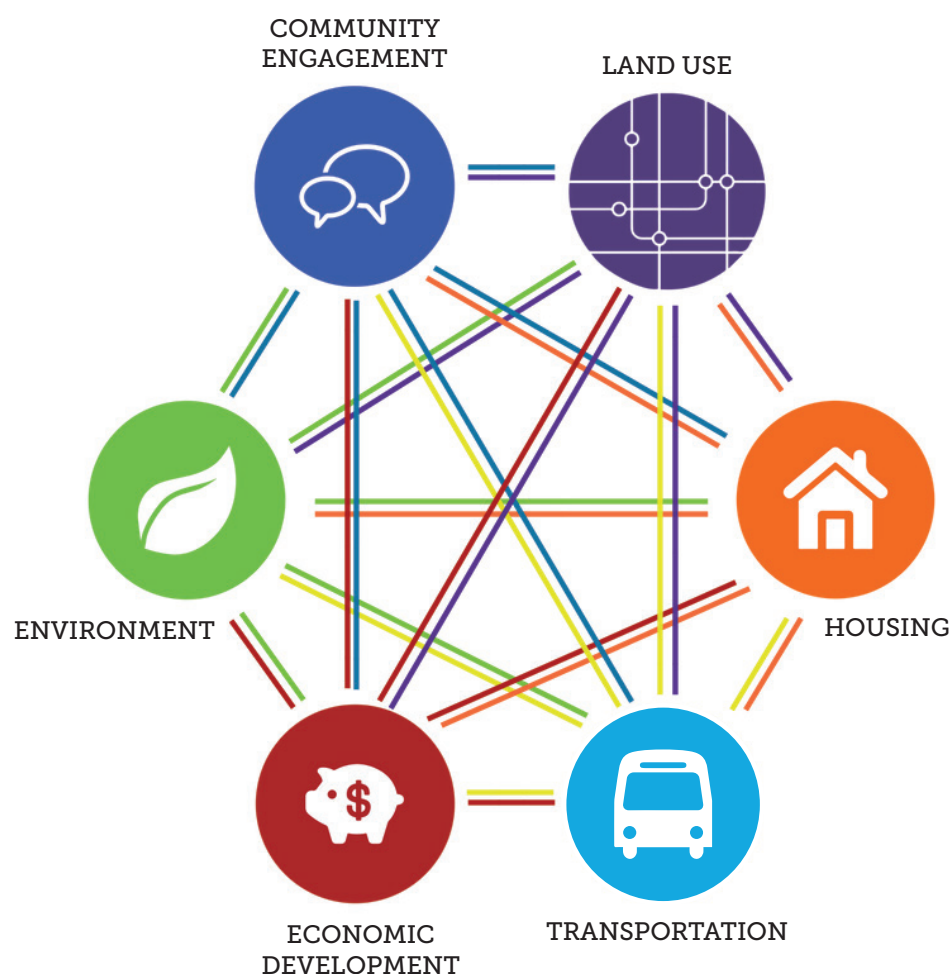 COMMUNITY
ENGAGEMENT
LAND USE
ENVIRONMENT
HOUSING
$
ECONOMIC
DEVELOPMENT
TRANSPORTATION